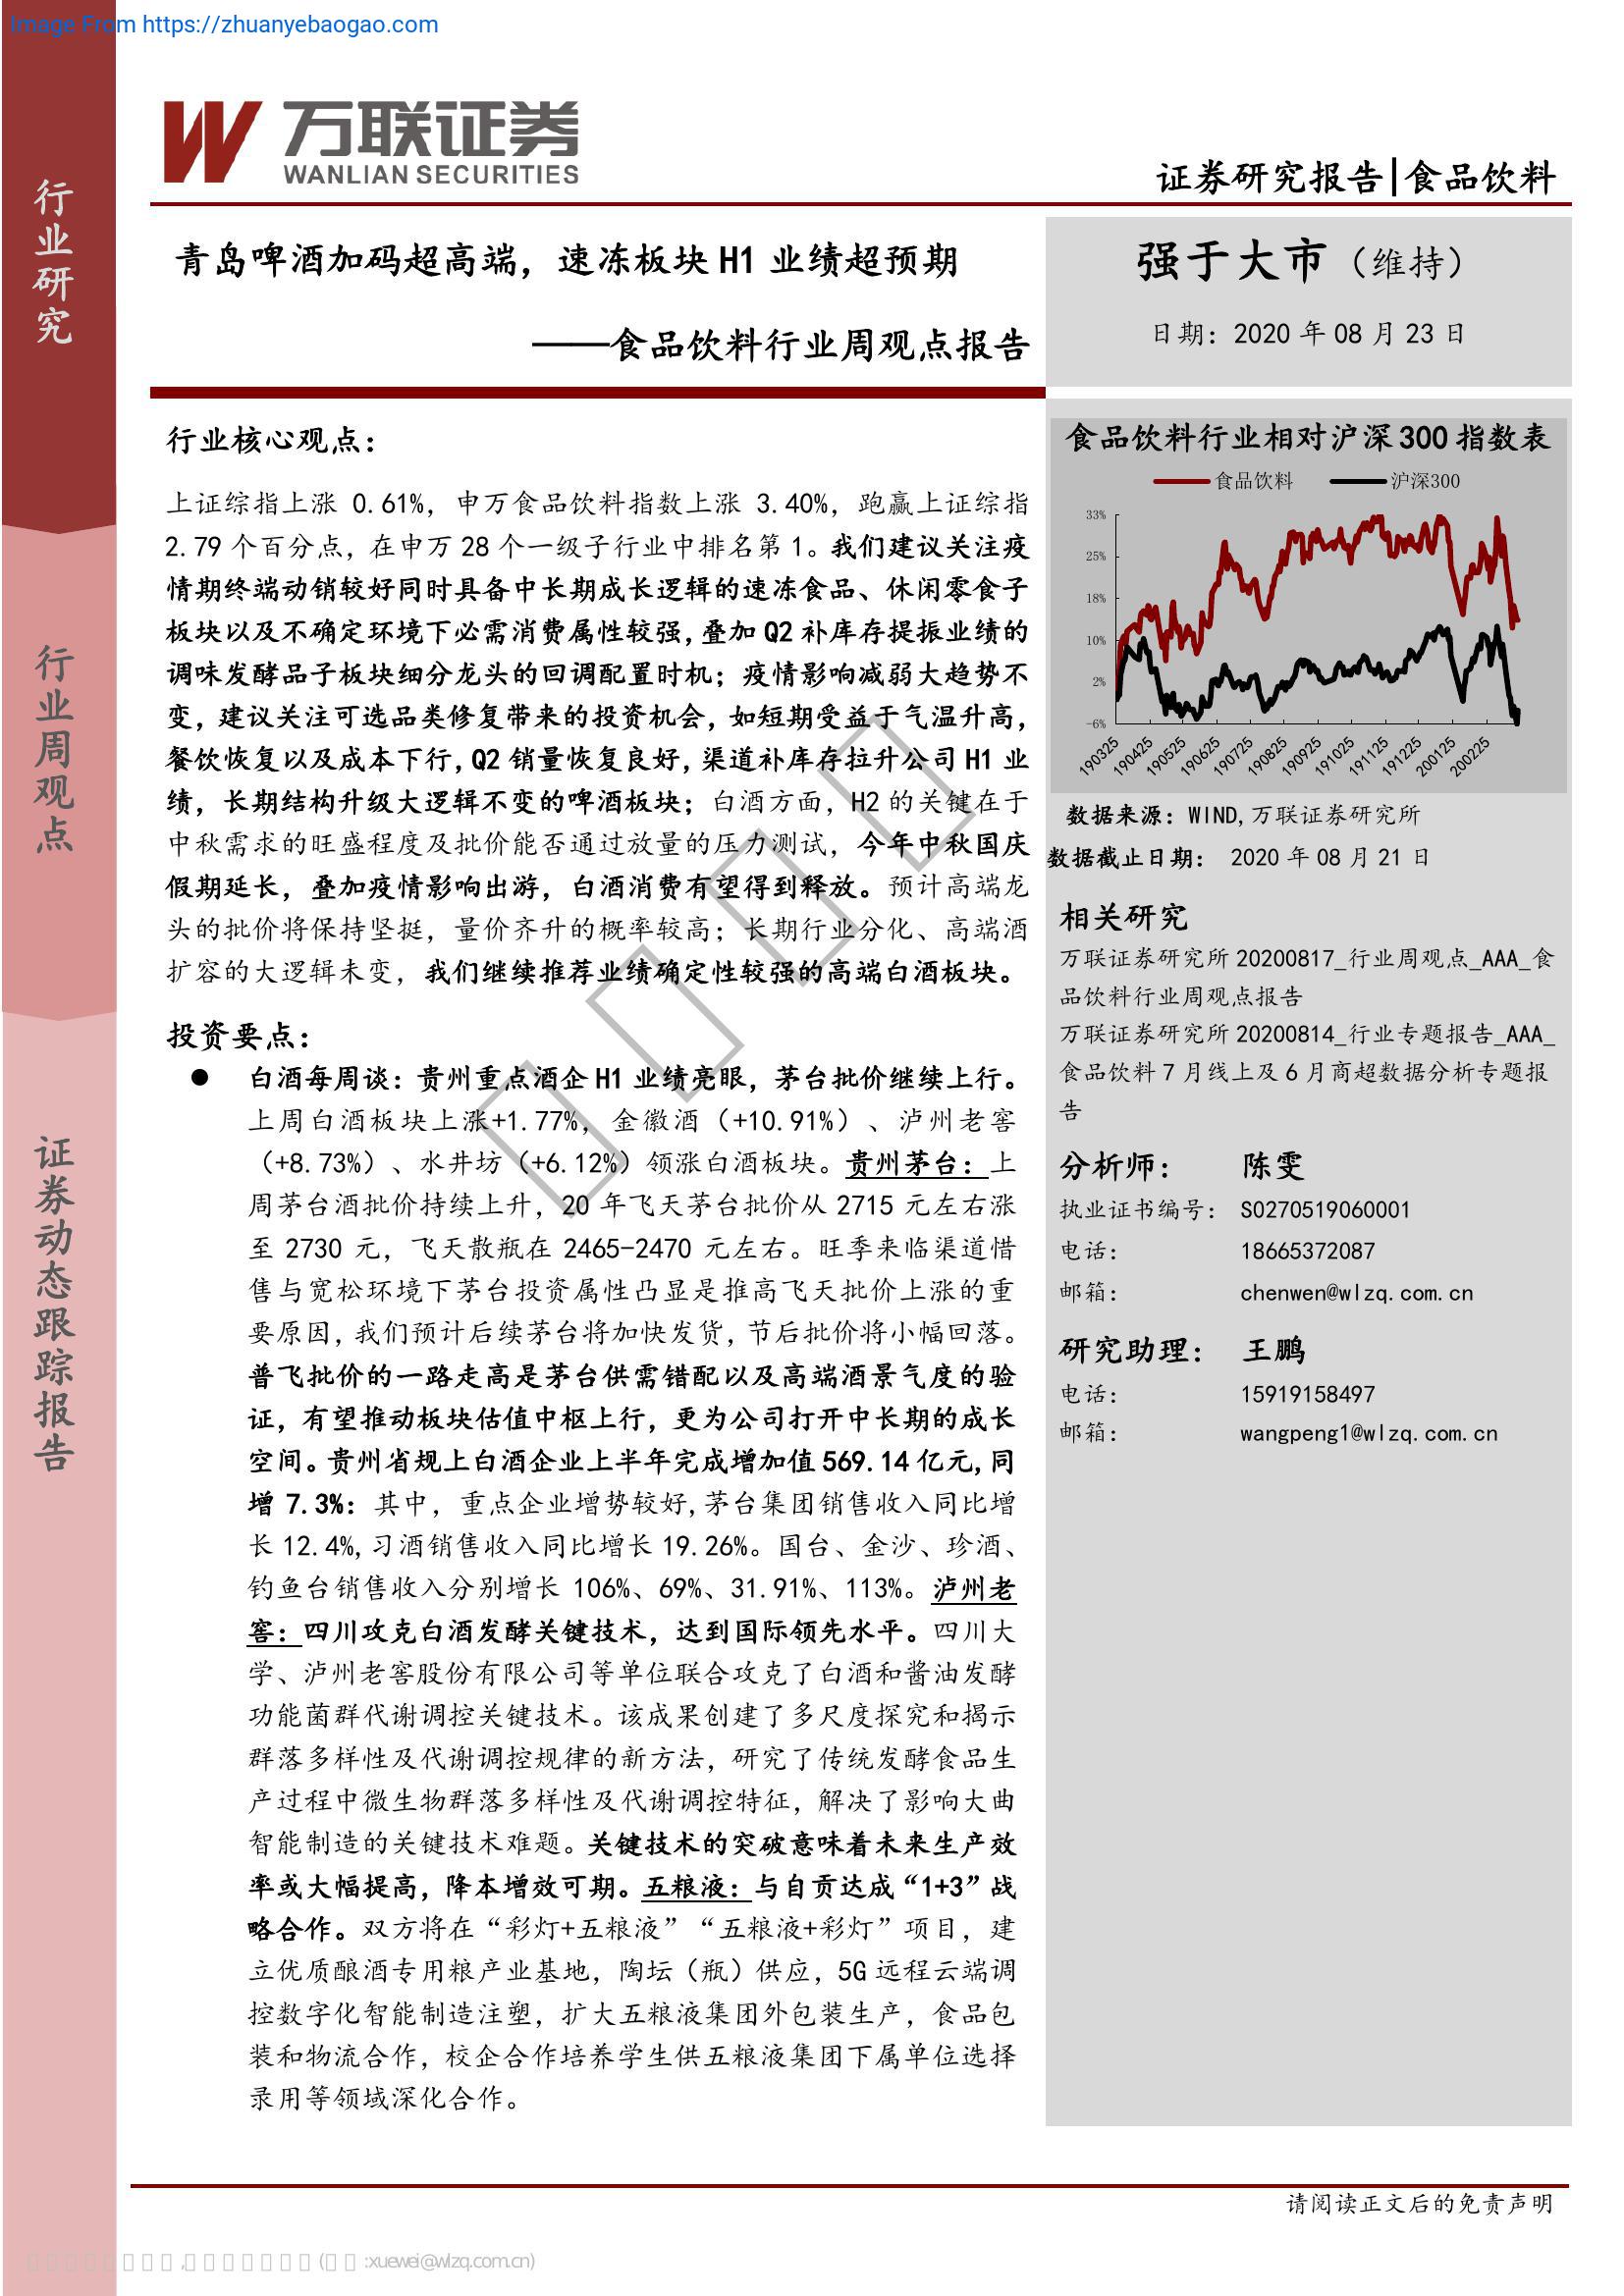 Image From https://zhuanyebaogao.com
万联证券
WANLIAN SECURITIES
证券研究报告|食品饮料
行业研究
行业周观点
证券动态跟踪报告
青岛啤酒加码超高端，速冻板块 H1 业绩超预期
——食品饮料行业周观点报告
强于大市（维持）
日期：2020 年 08 月 23 日
行业核心观点：
上证综指上涨 0.61%，申万食品饮料指数上涨 3.40%，跑赢上证综指
2.79 个百分点，在申万 28 个一级子行业中排名第 1。我们建议关注疫
情期终端动销较好同时具备中长期成长逻辑的速冻食品、休闲零食子
板块以及不确定环境下必需消费属性较强，叠加 Q2 补库存提振业绩的
调味发酵品子板块细分龙头的回调配置时机；疫情影响减弱大趋势不
变，建议关注可选品类修复带来的投资机会，如短期受益于气温升高，
餐饮恢复以及成本下行，Q2 销量恢复良好，渠道补库存拉升公司 H1 业
绩，长期结构升级大逻辑不变的啤酒板块；白酒方面，H2 的关键在于
中秋需求的旺盛程度及批价能否通过放量的压力测试，今年中秋国庆
假期延长，叠加疫情影响出游，白酒消费有望得到释放。预计高端龙
头的批价将保持坚挺，量价齐升的概率较高；长期行业分化、高端酒
扩容的大逻辑未变，我们继续推荐业绩确定性较强的高端白酒板块。
投资要点：
● 白酒每周谈：贵州重点酒企 H1 业绩亮眼，茅台批价继续上行。
上周白酒板块上涨+1.77%，金徽酒（+10.91%）、泸州老窖
（+8.73%）、水井坊（+6.12%）领涨白酒板块。贵州茅台：上
周茅台酒批价持续上升，20 年飞天茅台批价从 2715 元左右涨
至 2730 元，飞天散瓶在 2465-2470 元左右。旺季来临渠道惜
售与宽松环境下茅台投资属性凸显是推高飞天批价上涨的重
要原因，我们预计后续茅台将加快发货，节后批价将小幅回落。
普飞批价的一路走高是茅台供需错配以及高端酒景气度的验
证，有望推动板块估值中枢上行，更为公司打开中长期的成长
空间。贵州省规上白酒企业上半年完成增加值 569.14 亿元，同
增 7.3%：其中，重点企业增势较好，茅台集团销售收入同比增
长 12.4%，习酒销售收入同比增长 19.26%。国台、金沙、珍酒、
钓鱼台销售收入分别增长 106%、69%、31.91%、113%。泸州老
窖：四川攻克白酒发酵关键技术，达到国际领先水平。四川大
学、泸州老窖股份有限公司等单位联合攻克了白酒和酱油发酵
功能菌群代谢调控关键技术。该成果创建了多尺度探究和揭示
群落多样性及代谢调控规律的新方法，研究了传统发酵食品生
产过程中微生物群落多样性及代谢调控特征，解决了影响大曲
智能制造的关键技术难题。关键技术的突破意味着未来生产效
率或大幅提高，降本增效可期。五粮液：与自贡达成“1+3”战
略合作。双方将在“彩灯+五粮液”“五粮液+彩灯”项目，建
立优质酿酒专用粮产业基地，陶坛（瓶）供应，5G 远程云端调
控数字化智能制造注塑，扩大五粮液集团外包装生产，食品包
装和物流合作，校企合作培养学生供五粮液集团下属单位选择
录用等领域深化合作。
食品饮料行业相对沪深 300 指数表
食品饮料 沪深300
33%
25%
18%
10%
2%
-6%
190325 190425 190525 190625 190725 190825 190925 191025 191125 191225 200125 200225
数据来源：WIND,万联证券研究所
数据截止日期： 2020 年 08 月 21 日
相关研究
万联证券研究所 20200817_行业周观点_AAA_食
品饮料行业周观点报告
万联证券研究所 20200814_行业专题报告_AAA_
食品饮料 7 月线上及 6 月商超数据分析专题报
告
分析师： 陈雯
执业证书编号： S0270519060001
电话： 18665372087
邮箱： chenwen@wlzq.com.cn
研究助理： 王鹏
电话： 15919158497
邮箱： wangpeng1@wlzq.com.cn
请阅读正文后的免责声明
:xuewei@wlzq.com.cn)